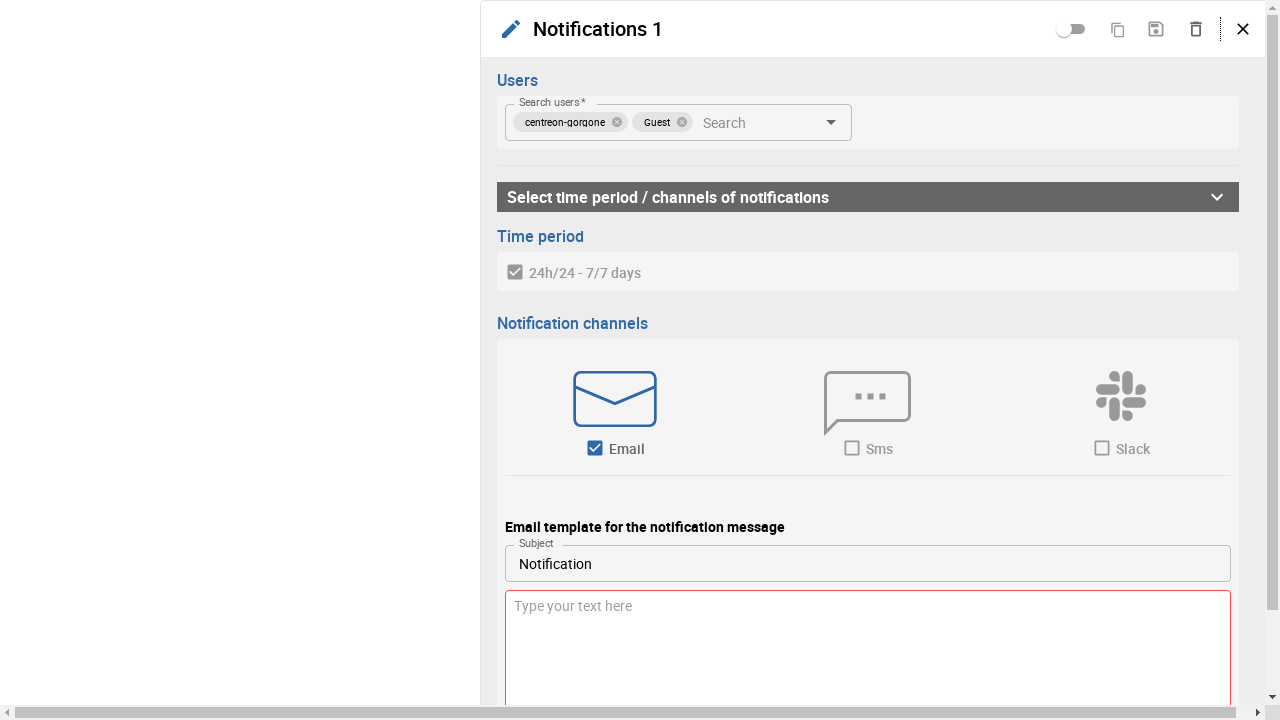 Notifications 1
Users
Search users *
centreon-gorgone
Guest
Search
Select time period / channels of notifications
Time period
24h/24 - 7/7 days
Notification channels
Email
Sms
Slack
Email template for the notification message
Subject
Notification
Type your text here